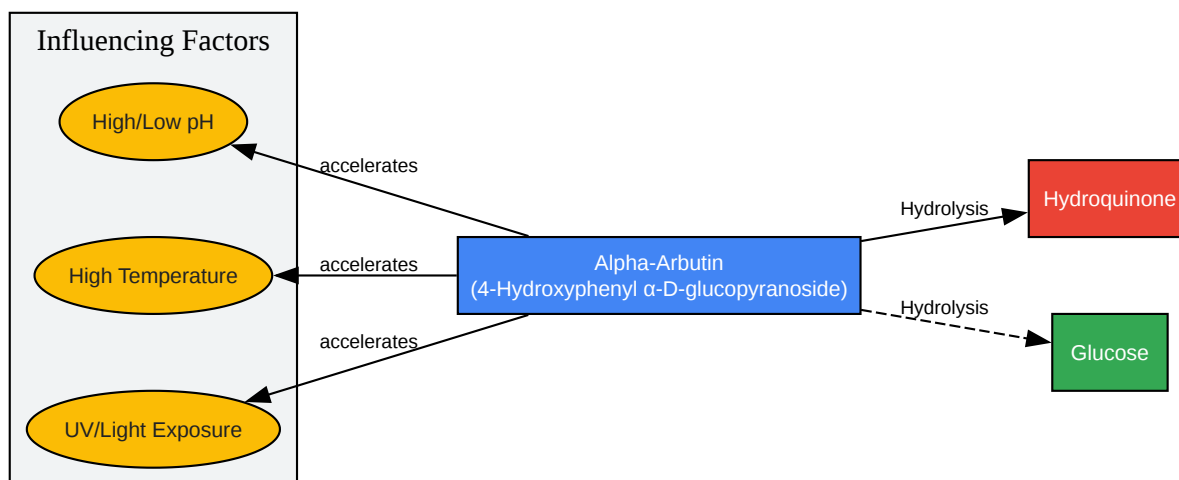 Influencing Factors
High/Low pH
accelerates
High Temperature
accelerates
UV/Light Exposure
accelerates
Alpha-Arbutin
(4-Hydroxyphenyl α-D-glucopyranoside)
Hydrolysis
Hydroquinone
Hydrolysis
Glucose